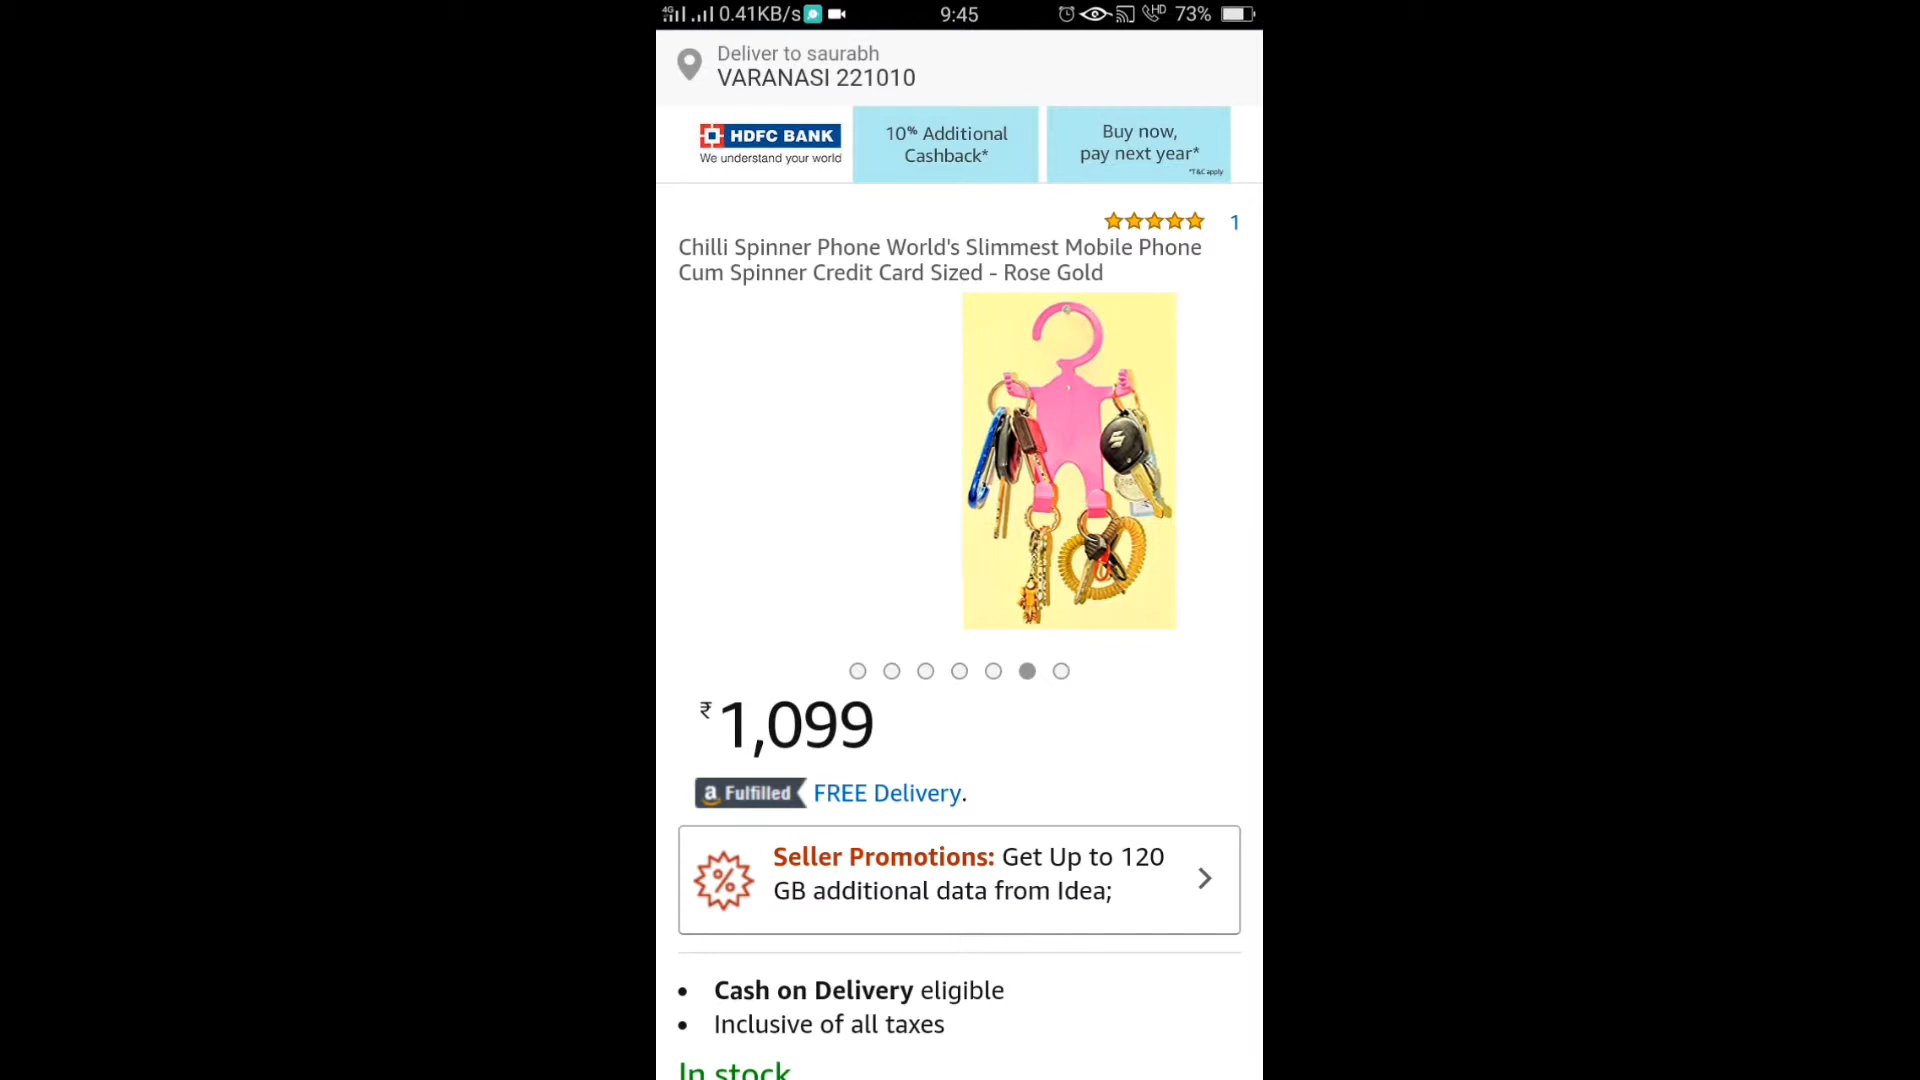 4G 0.41KB/s 9:45 HD 73%
Deliver to saurabh
VARANASI 221010
HDFC BANK
We understand your world
10% Additional
Cashback*
Buy now,
pay next year*
*T&C apply
1
Chilli Spinner Phone World's Slimmest Mobile Phone
Cum Spinner Credit Card Sized - Rose Gold
₹1,099
a Fulfilled FREE Delivery.
Seller Promotions: Get Up to 120
GB additional data from Idea;
• Cash on Delivery eligible
• Inclusive of all taxes
In stock